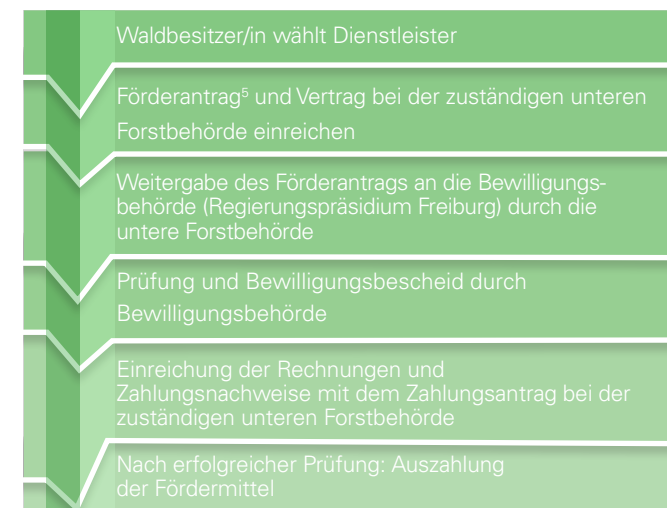 Waldbesitzer/in wählt Dienstleister
Förderantrag⁵ und Vertrag bei der zuständigen unteren
Forstbehörde einreichen
Weitergabe des Förderantrags an die Bewilligungs-
behörde (Regierungspräsidium Freiburg) durch die
untere Forstbehörde
Prüfung und Bewilligungsbescheid durch
Bewilligungsbehörde
Einreichung der Rechnungen und
Zahlungsnachweise mit dem Zahlungsantrag bei der
zuständigen unteren Forstbehörde
Nach erfolgreicher Prüfung: Auszahlung
der Fördermittel